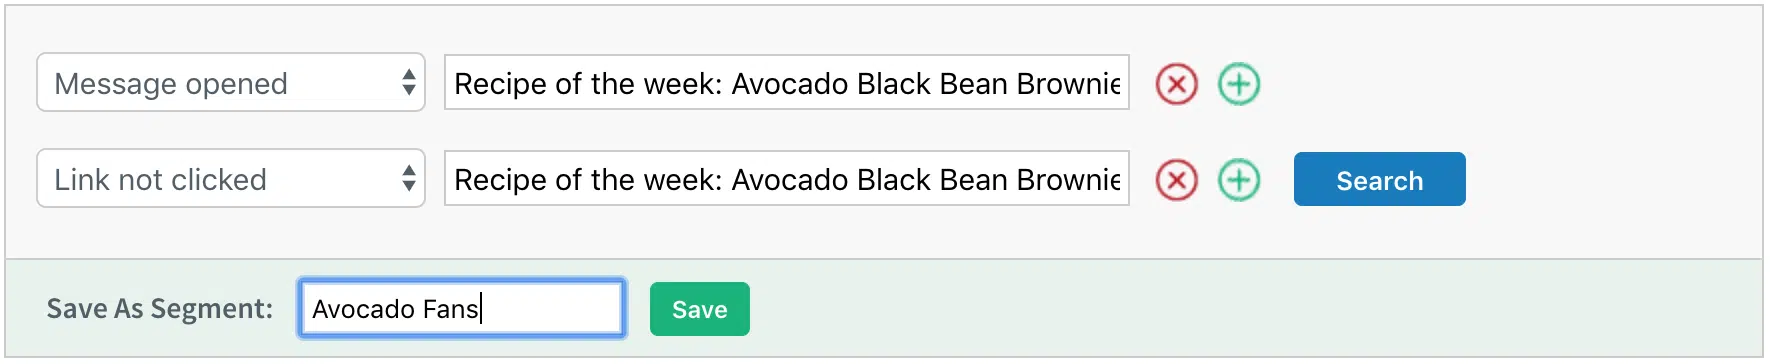 Message opened Recipe of the week: Avocado Black Bean Brownie
Link not clicked Recipe of the week: Avocado Black Bean Brownie Search
Save As Segment: Avocado Fans Save